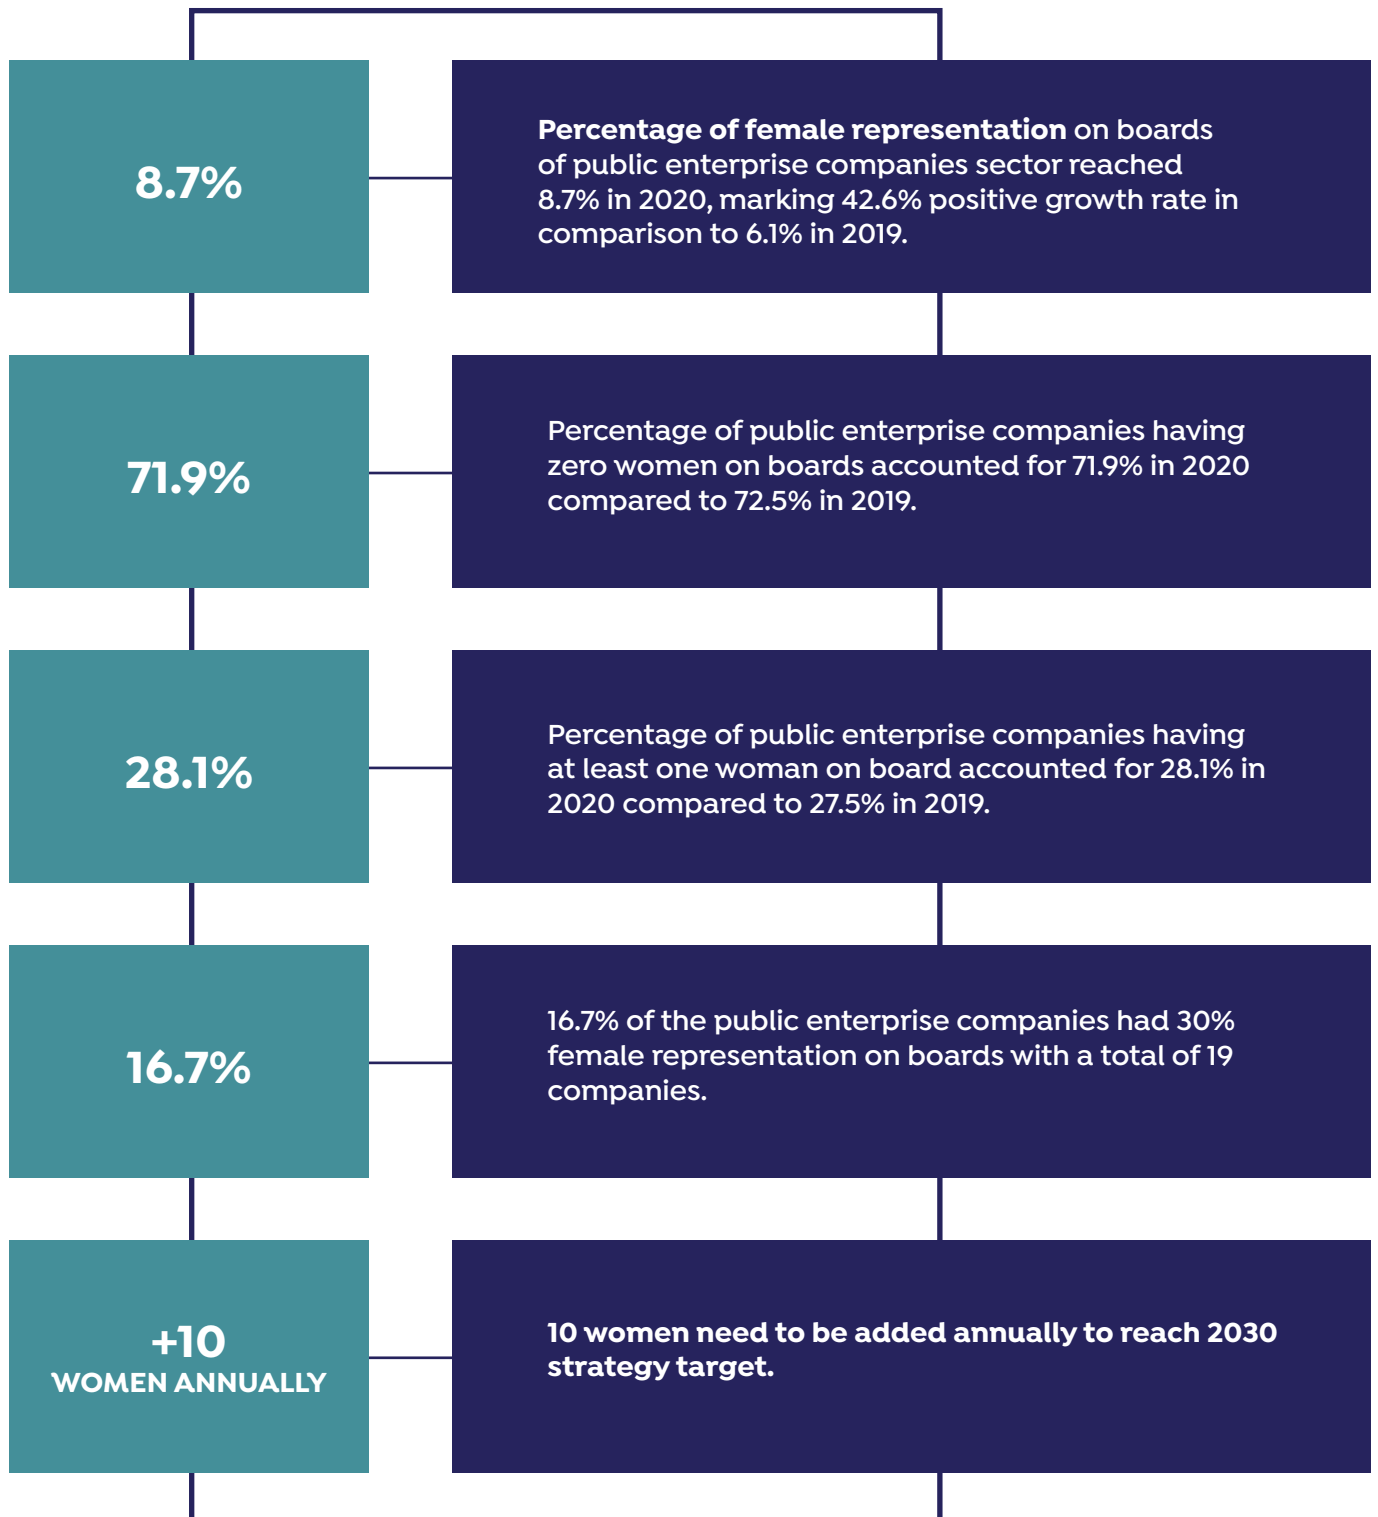 8.7%
Percentage of female representation on boards
of public enterprise companies sector reached
8.7% in 2020, marking 42.6% positive growth rate in
comparison to 6.1% in 2019.
71.9%
Percentage of public enterprise companies having
zero women on boards accounted for 71.9% in 2020
compared to 72.5% in 2019.
28.1%
Percentage of public enterprise companies having
at least one woman on board accounted for 28.1% in
2020 compared to 27.5% in 2019.
16.7%
16.7% of the public enterprise companies had 30%
female representation on boards with a total of 19
companies.
+10
WOMEN ANNUALLY
10 women need to be added annually to reach 2030
strategy target.